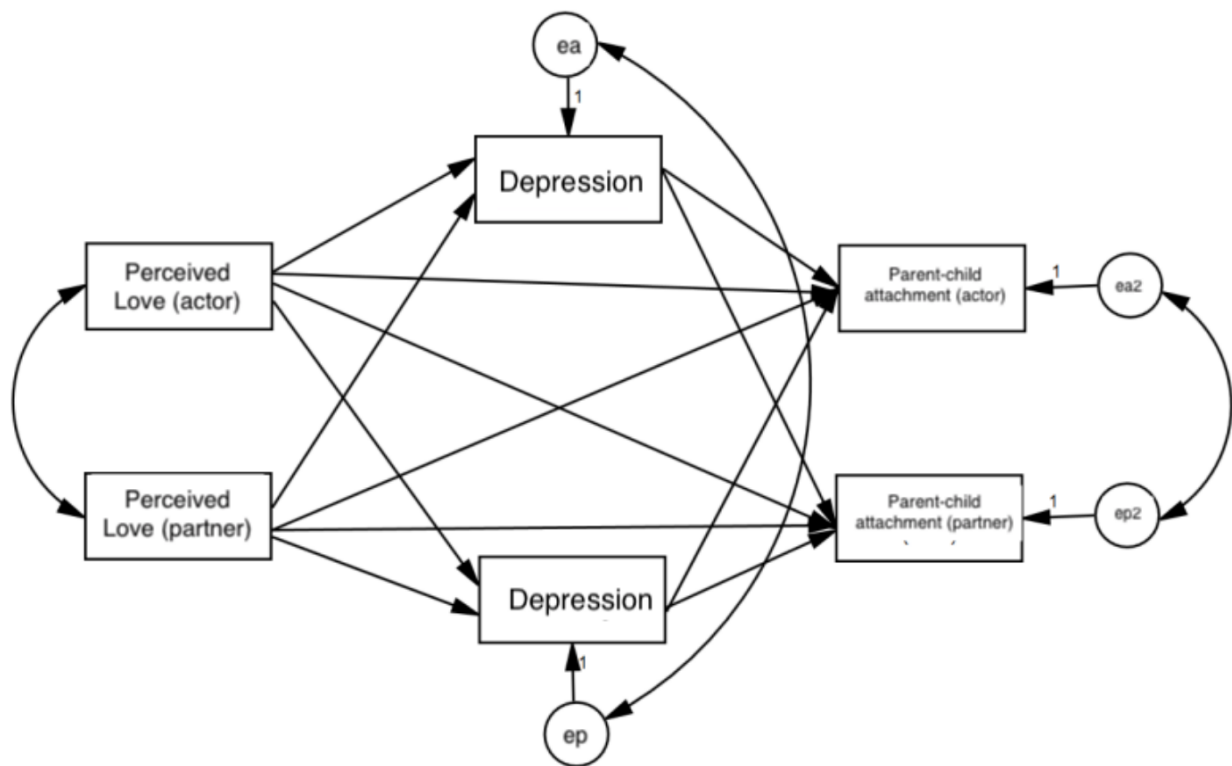 ea
1
Depression
Perceived
Love (actor)
Parent-child
attachment (actor)
1
ea2
Perceived
Love (partner)
Parent-child
attachment (partner)
1
ep2
Depression
1
ep